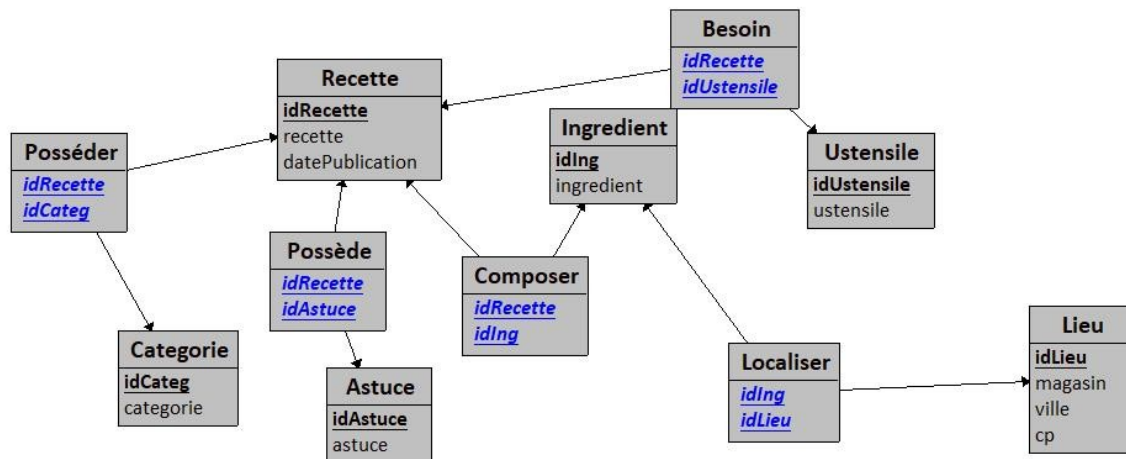 Besoin
idRecette
idUstensile
Recette
idRecette
recette
datePublication
Ingredient
idIng
ingredient
Posséder
idRecette
idCateg
Ustensile
idUstensile
ustensile
Possède
idRecette
idAstuce
Composer
idRecette
idIng
Categorie
idCateg
categorie
Astuce
idAstuce
astuce
Localiser
idIng
idLieu
Lieu
idLieu
magasin
ville
cp